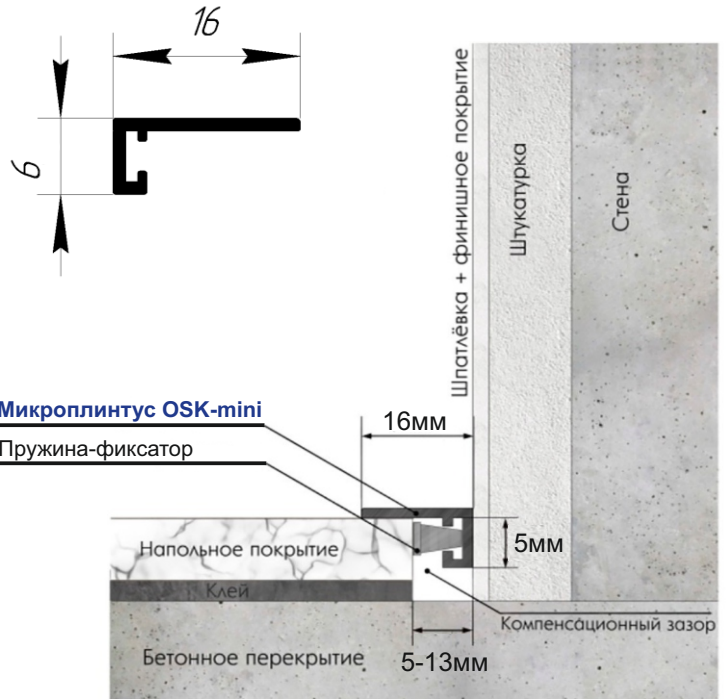 16
6
Шпатлёвка + финишное покрытие
Штукатурка
Стена
Микроплинтус OSK-mini
Пружина-фиксатор
16мм
5мм
Напольное покрытие
Клей
Компенсационный зазор
Бетонное перекрытие
5-13мм